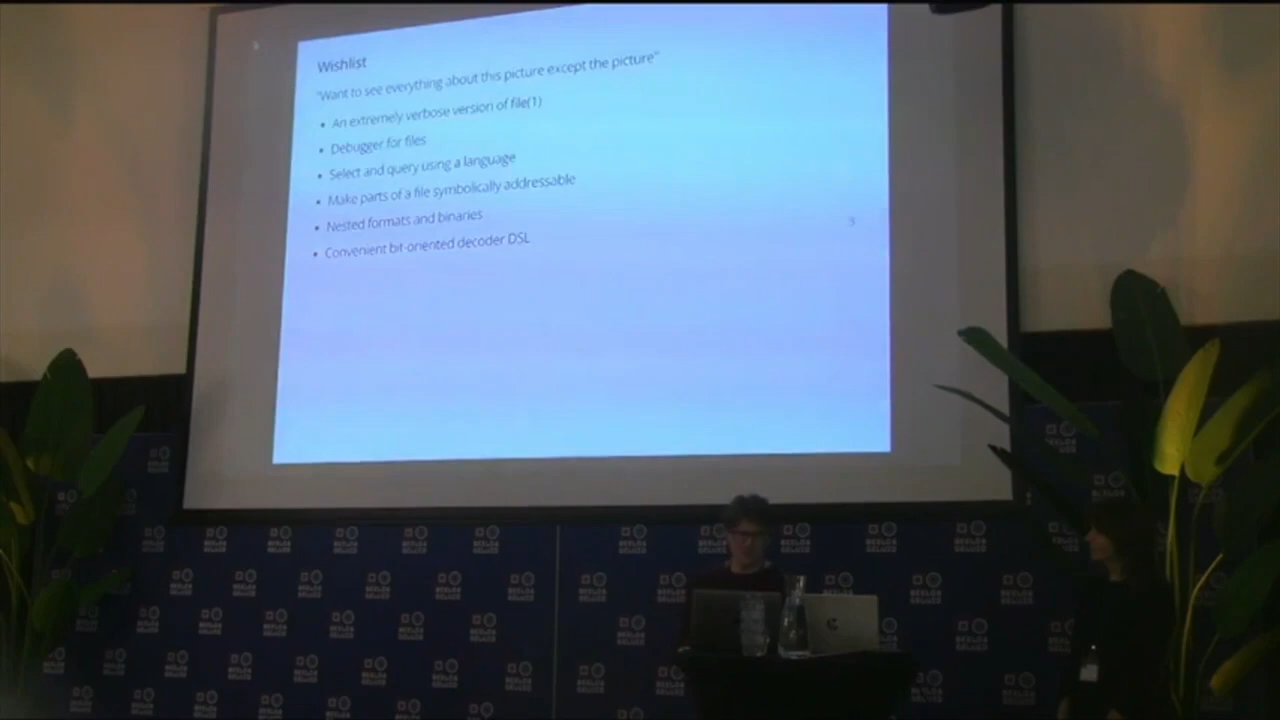 Wishlist
"Want to see everything about this picture except the picture"
• An extremely verbose version of file(1)
• Debugger for files
• Select and query using a language
• Make parts of a file symbolically addressable
• Nested formats and binaries
• Convenient bit-oriented decoder DSL